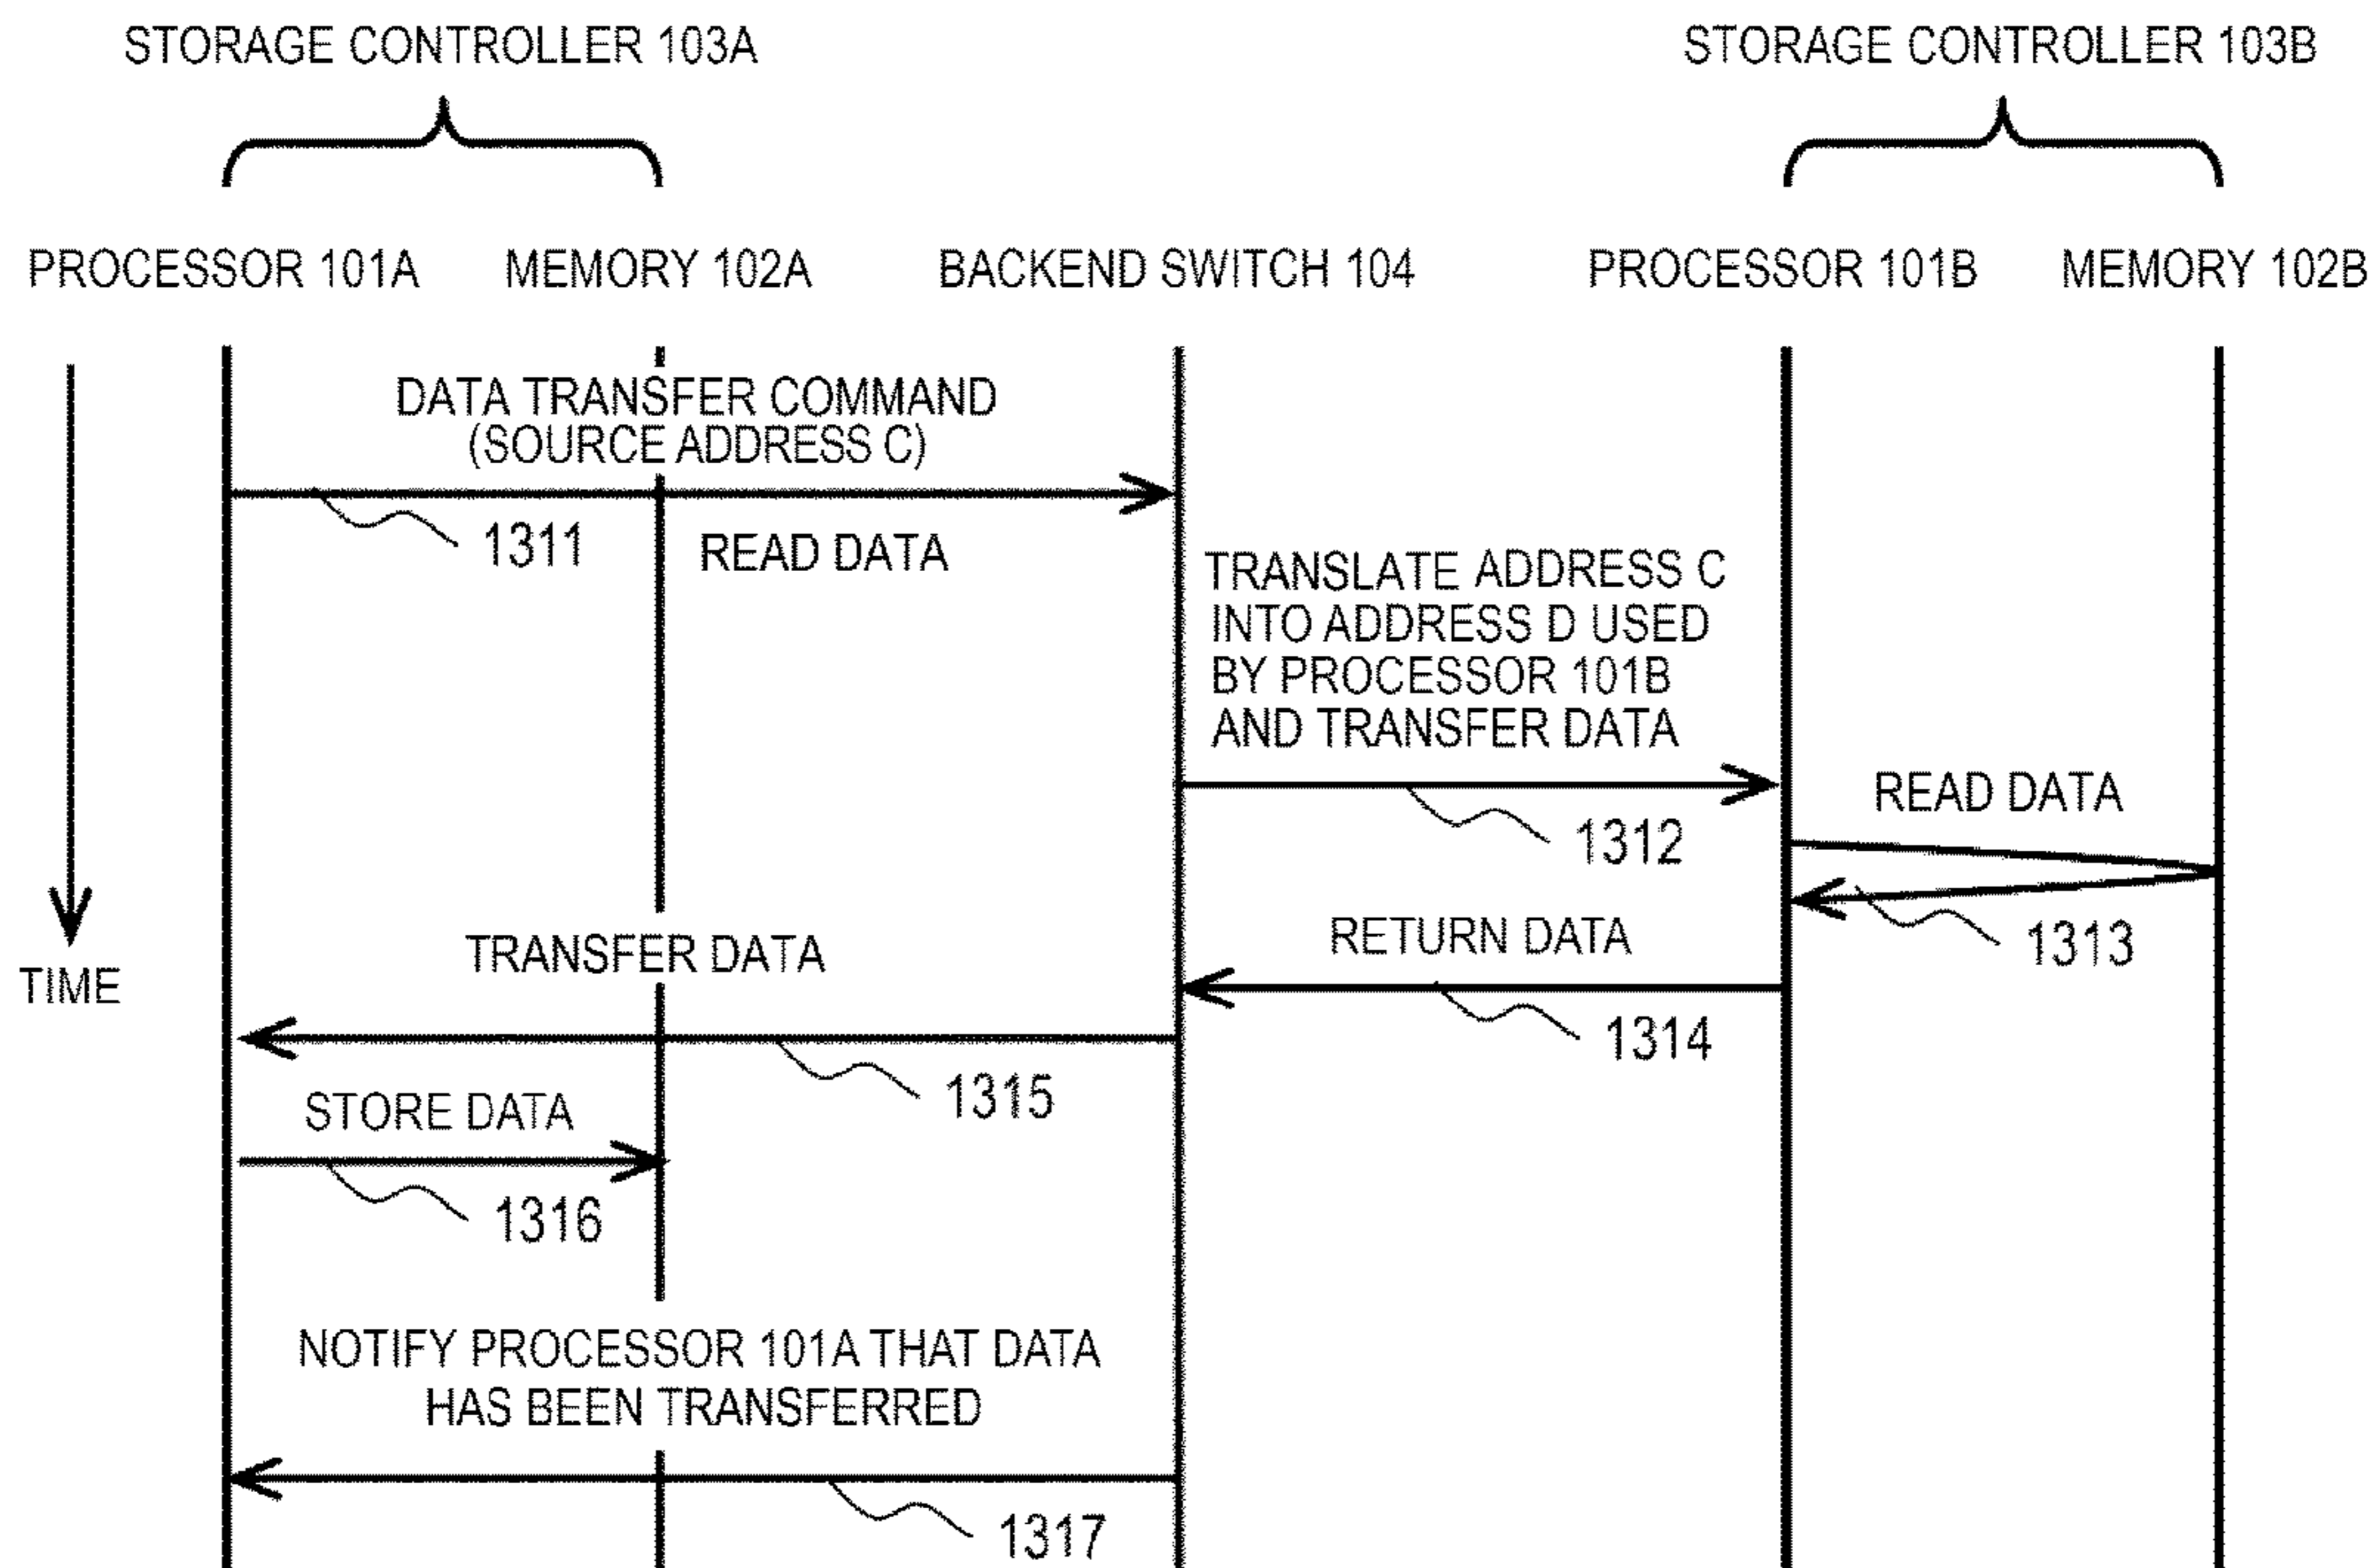 STORAGE CONTROLLER 103A
STORAGE CONTROLLER 103B
PROCESSOR 101A
MEMORY 102A
BACKEND SWITCH 104
PROCESSOR 101B
MEMORY 102B
DATA TRANSFER COMMAND
(SOURCE ADDRESS C)
1311
READ DATA
TRANSLATE ADDRESS C
INTO ADDRESS D USED
BY PROCESSOR 101B
AND TRANSFER DATA
1312
READ DATA
1313
RETURN DATA
1314
TIME
TRANSFER DATA
1315
STORE DATA
1316
NOTIFY PROCESSOR 101A THAT DATA
HAS BEEN TRANSFERRED
1317